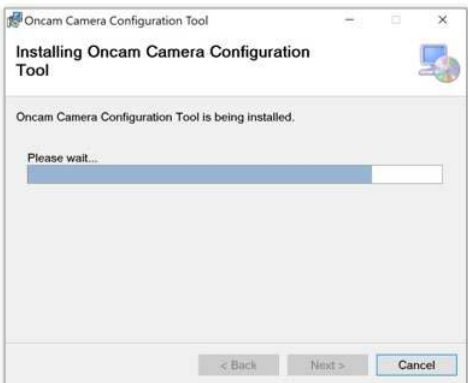 Oncam Camera Configuration Tool
Installing Oncam Camera Configuration
Tool
Oncam Camera Configuration Tool is being installed.
Please wait...
< Back
Next >
Cancel